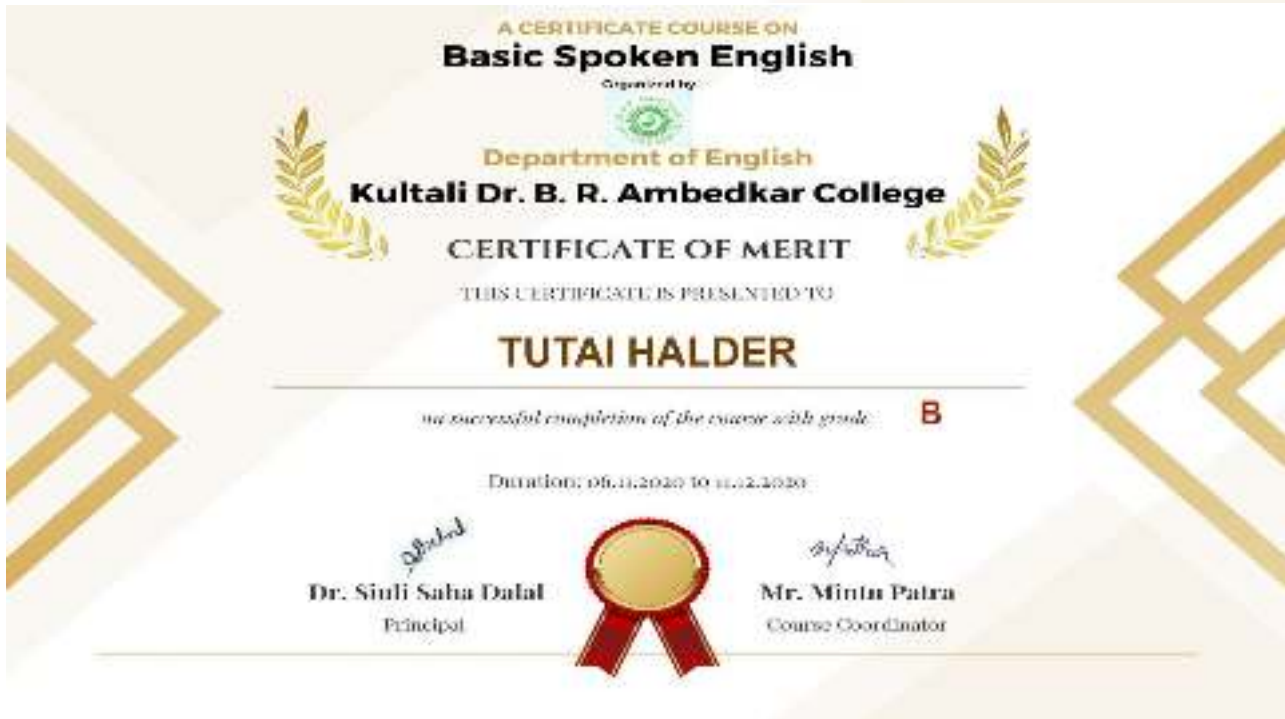 A CERTIFICATE COURSE ON
Basic Spoken English
Organized by
Department of English
Kultali Dr. B. R. Ambedkar College
CERTIFICATE OF MERIT
THIS CERTIFICATE IS PRESENTED TO
TUTAI HALDER
on successful completion of the course with grade B
Duration: 06.11.2020 to 11.12.2020
Dr. Siuli Saha Dalal
Principal
Mr. Mintu Patra
Course Coordinator